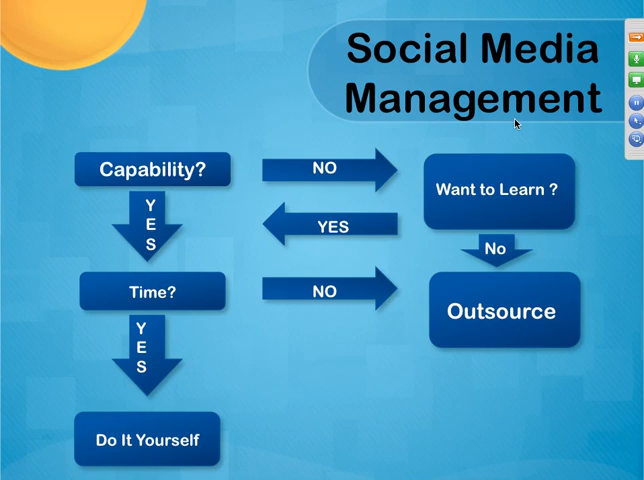 Social Media
Management
Capability?
NO
Want to Learn ?
YES
YES
No
Time?
NO
Outsource
YES
Do It Yourself